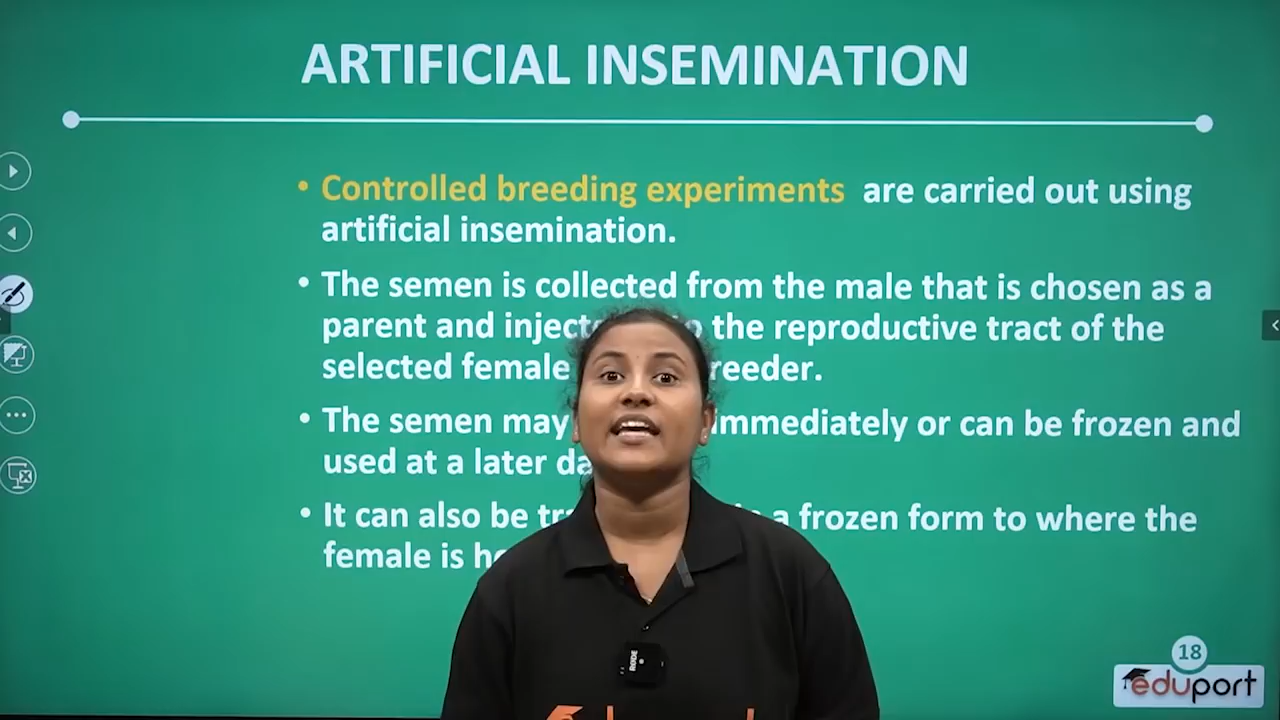 ARTIFICIAL INSEMINATION
• Controlled breeding experiments are carried out using
artificial insemination.
• The semen is collected from the male that is chosen as a
parent and the reproductive tract of the
selected female
• The semen may immediately or can be frozen and
used at a later
• It can also be a frozen form to where the
female is
RØDE
18
eduport